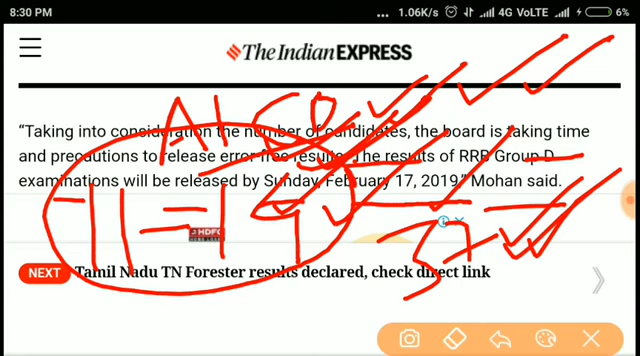 8:30 PM
... 1.06K/s 4G VoLTE 6%
The Indian EXPRESS
“Taking into consideration the number of candidates, the board is taking time
and precautions to release error free results. The results of RRB Group D
examinations will be released by Sunday, February 17, 2019,” Mohan said.
HDFC
NEXT Tamil Nadu TN Forester results declared, check direct link